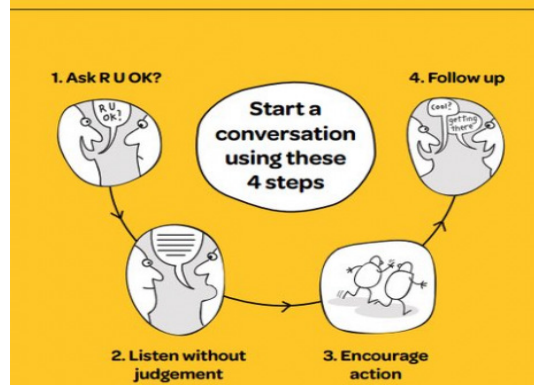 1. Ask R U OK?
R U
OK?
Start a
conversation
using these
4 steps
4. Follow up
Cool?
getting
there
2. Listen without
judgement
3. Encourage
action